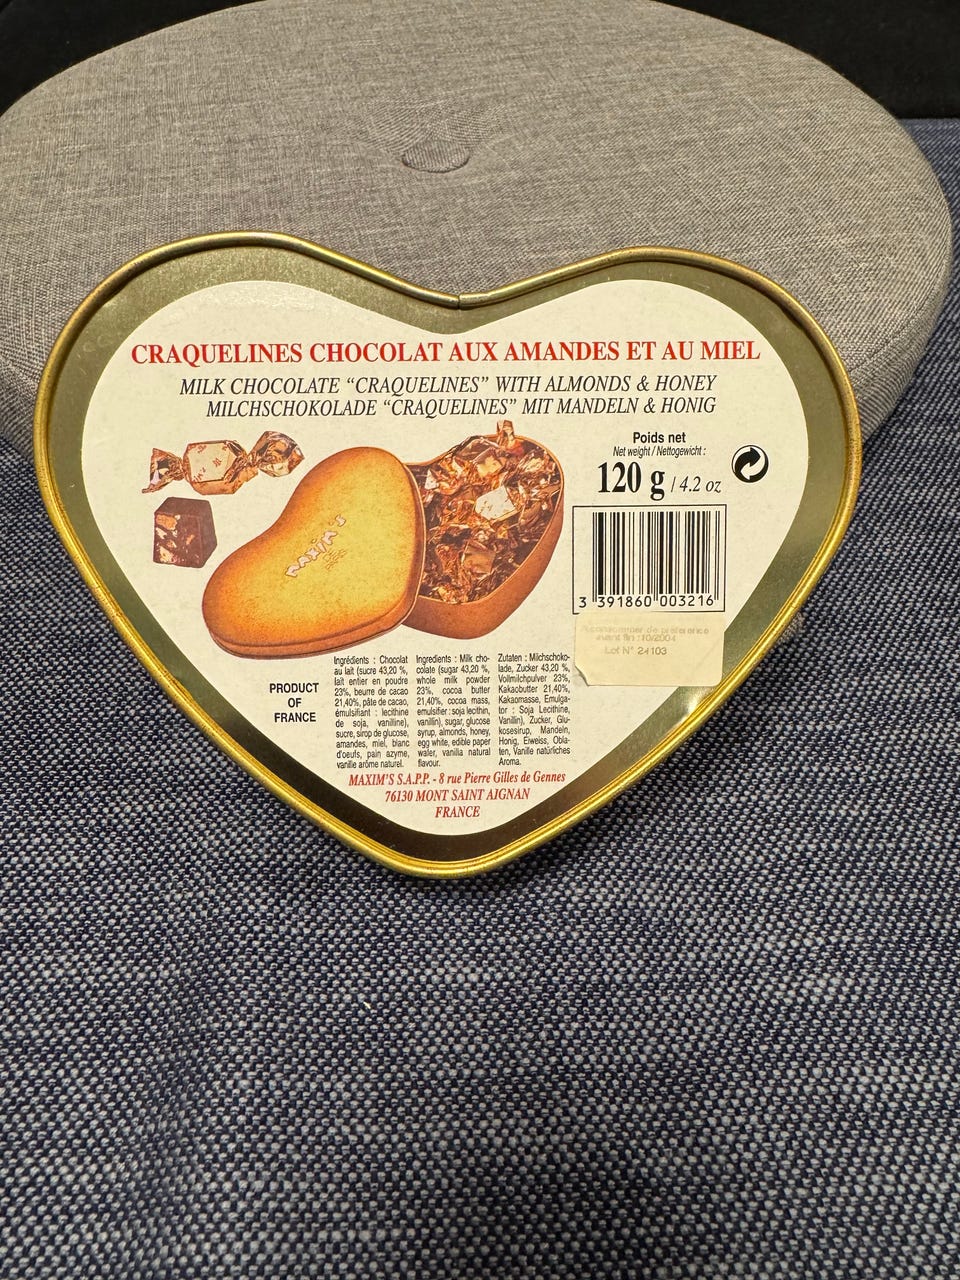 CRAQUELINES CHOCOLAT AUX AMANDES ET AU MIEL
MILK CHOCOLATE “CRAQUELINES” WITH ALMONDS & HONEY
MILCHSCHOKOLADE “CRAQUELINES” MIT MANDELN & HONIG
Poids net
Net weight / Nettogewicht :
120 g / 4.2 oz
MAXIM'S
3 391860 003216
A consommer de préférence
avant fin :10/2004
Lot N° 24103
PRODUCT
OF
FRANCE
Ingrédients : Chocolat
au lait (sucre 43,20 %,
lait entier en poudre
23%, beurre de cacao
21,40%, pâte de cacao,
émulsifiant : lecithine
de soja, vanilline),
sucre, sirop de glucose,
amandes, miel, blanc
d'oeufs, pain azyme,
vanille arôme naturel.
Ingredients : Milk cho-
colate (sugar 43,20 %,
whole milk powder
23%, cocoa butter
21,40%, cocoa mass,
emulsifier : soja lecithin,
vanillin), sugar, glucose
syrup, almonds, honey,
egg white, edible paper
wafer, vanilla natural
flavour.
Zutaten : Milchschoko-
lade, Zucker 43,20 %,
Vollmilchpulver 23%,
Kakaobutter 21,40%,
Kakaomasse, Emulga-
tor : Soja Lecithine,
Vanillin), Zucker, Glu-
kosesirup, Mandeln,
Honig, Eiweiss, Obla-
ten, Vanille natürliches
Aroma.
MAXIM'S S.A.P.P. - 8 rue Pierre Gilles de Gennes
76130 MONT SAINT AIGNAN
FRANCE